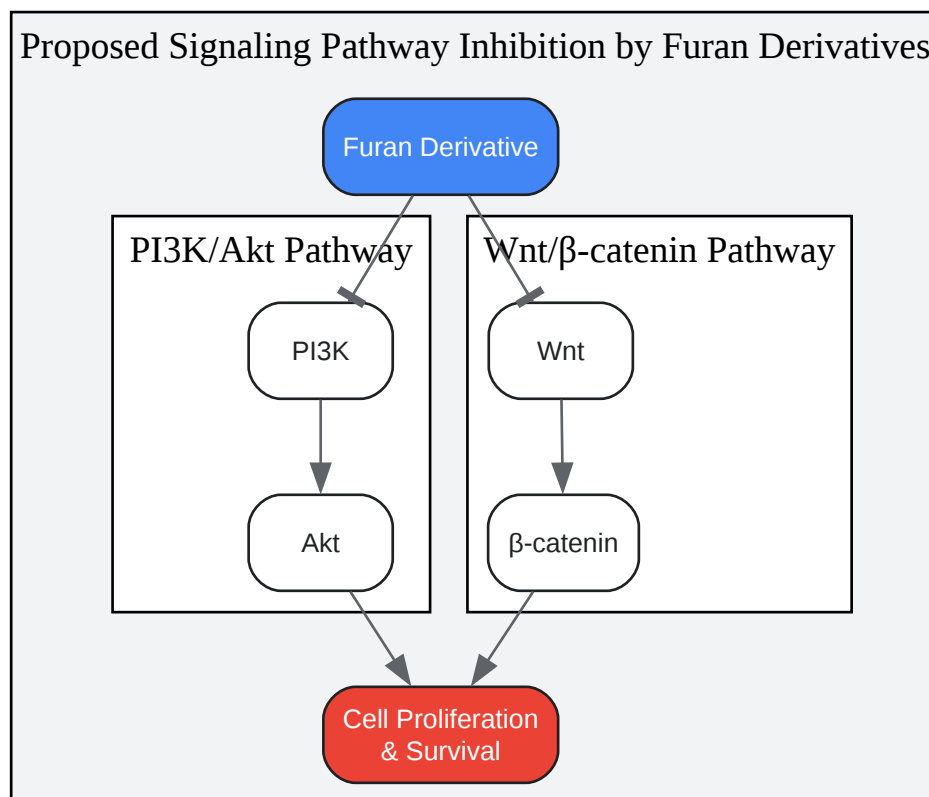 Proposed Signaling Pathway Inhibition by Furan Derivatives
Furan Derivative
PI3K/Akt Pathway
Wnt/β-catenin Pathway
PI3K
Wnt
Akt
β-catenin
Cell Proliferation
& Survival